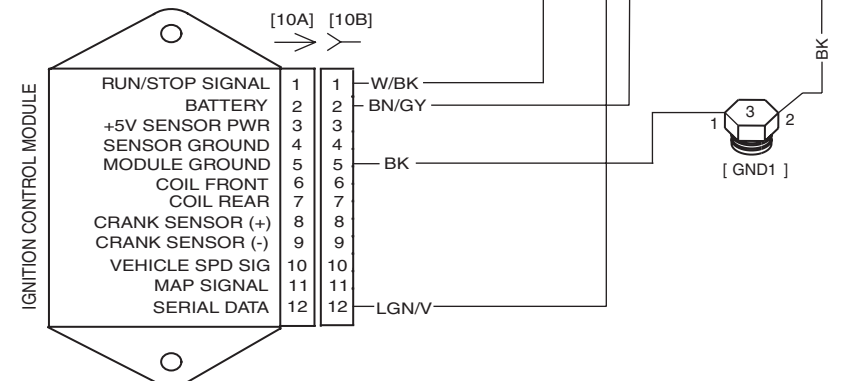 [10A] [10B]
IGNITION CONTROL MODULE
RUN/STOP SIGNAL 1 1 W/BK
BATTERY 2 2 BN/GY
+5V SENSOR PWR 3 3
SENSOR GROUND 4 4
MODULE GROUND 5 5 BK
COIL FRONT 6 6
COIL REAR 7 7
CRANK SENSOR (+) 8 8
CRANK SENSOR (-) 9 9
VEHICLE SPD SIG 10 10
MAP SIGNAL 11 11
SERIAL DATA 12 12 LGN/V
BK
1 3 2
[ GND1 ]